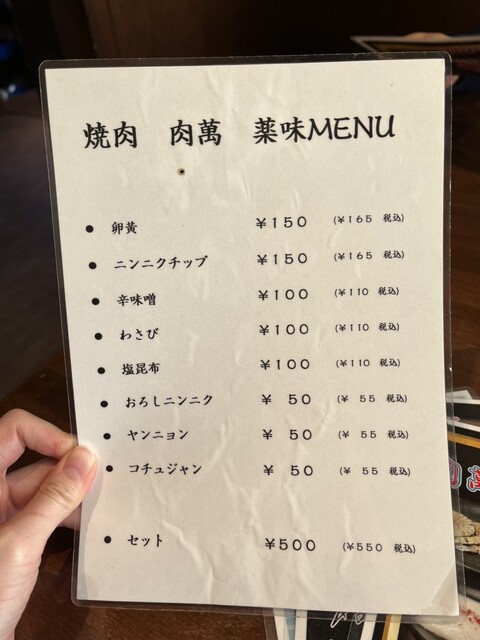 焼肉 肉萬 薬味MENU
● 卵黄 ¥150 (¥165 税込)
● ニンニクチップ ¥150 (¥165 税込)
● 辛味噌 ¥100 (¥110 税込)
● わさび ¥100 (¥110 税込)
● 塩昆布 ¥100 (¥110 税込)
● おろしニンニク ¥ 50 (¥ 55 税込)
● ヤンニョン ¥ 50 (¥ 55 税込)
● コチュジャン ¥ 50 (¥ 55 税込)
● セット ¥500 (¥550 税込)